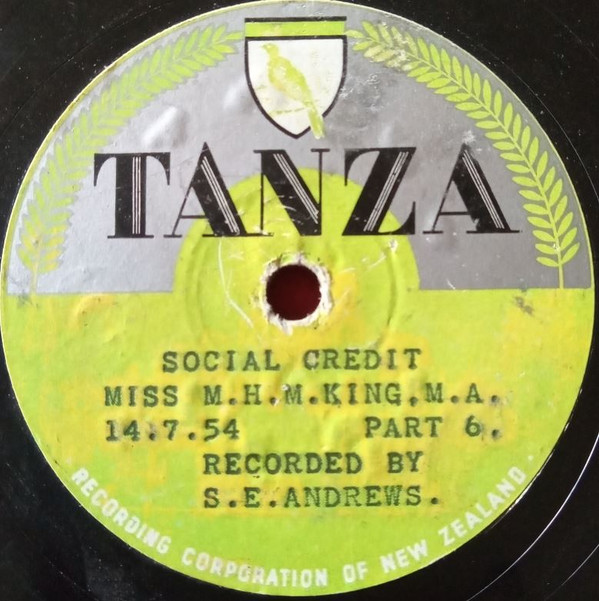 TANZA
SOCIAL CREDIT
MISS M.H.M.KING,M.A.
14.7.54 PART 6.
RECORDED BY
S.E.ANDREWS.
RECORDING CORPORATION OF NEW ZEALAND.